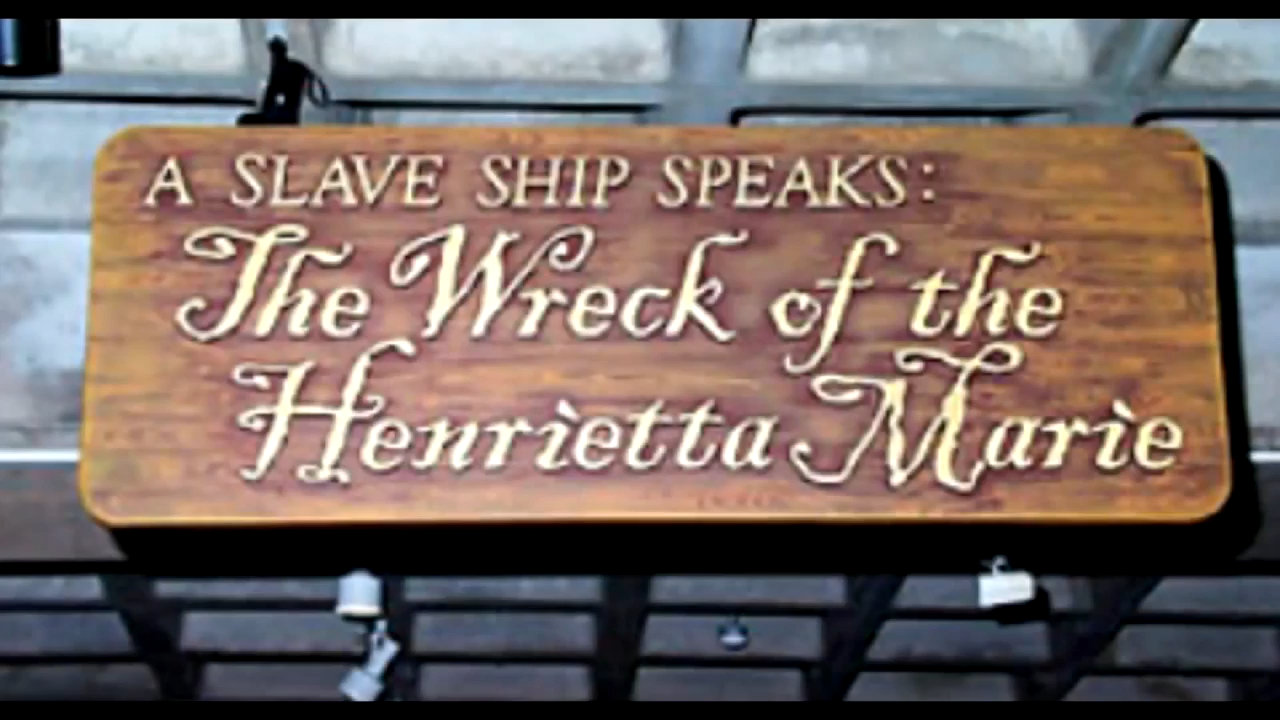 A SLAVE SHIP SPEAKS:
The Wreck of the
Henrietta Marie